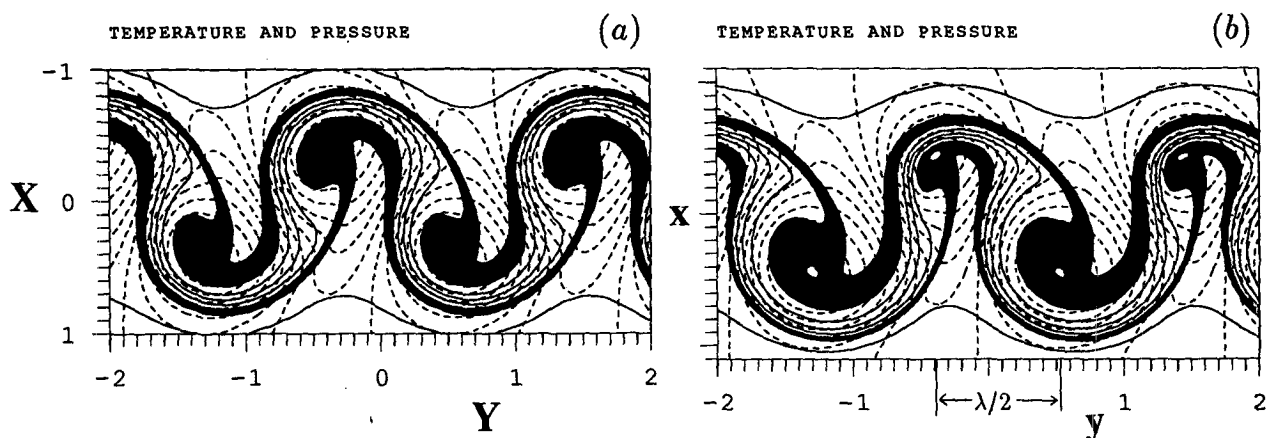 TEMPERATURE AND PRESSURE (a)
-1
X 0
1
-2 -1 0 1 2
Y
TEMPERATURE AND PRESSURE (b)
x
-2 -1 λ/2 1 2
y